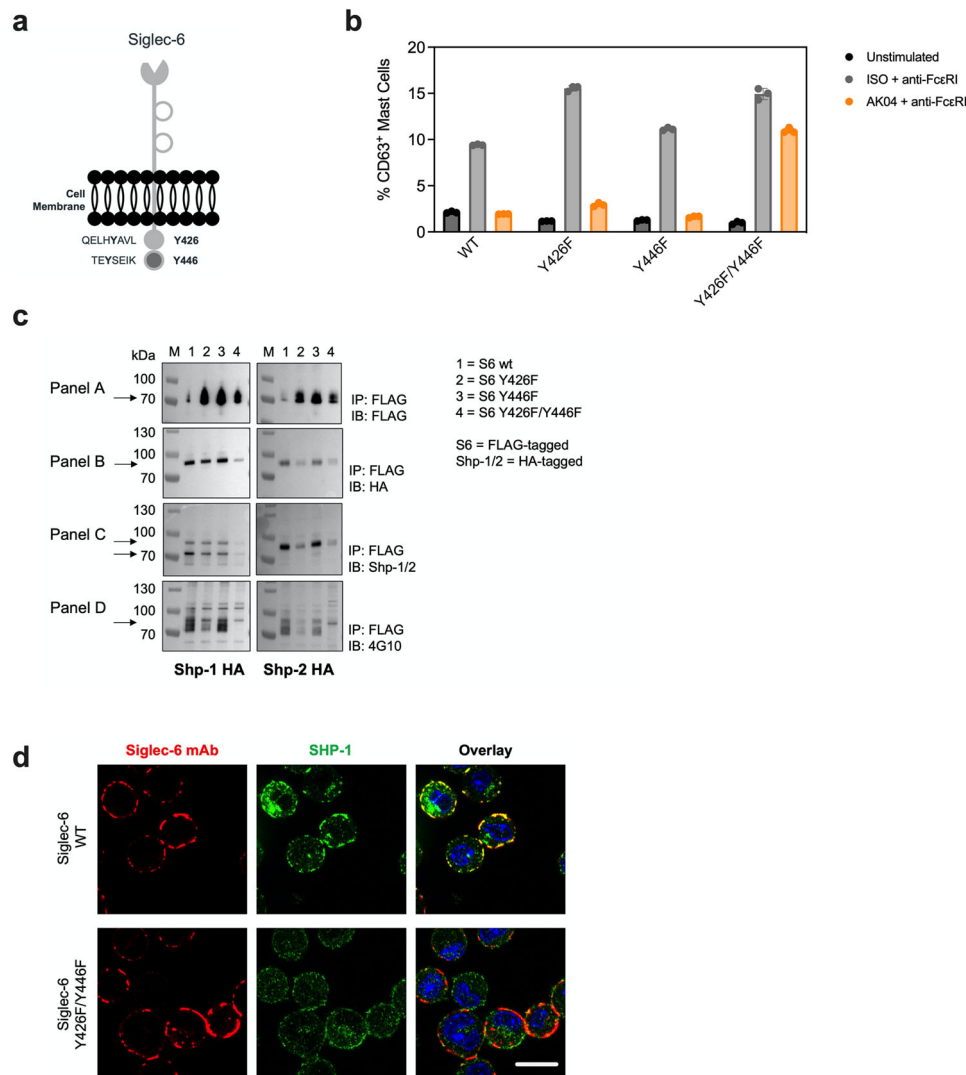 a
Siglec-6
Cell
Membrane
QELHYAVL Y426
TEYSEIK Y446
b
% CD63+ Mast Cells
20
15
10
5
0
WT
Y426F
Y446F
Y426F/Y446F
Unstimulated
ISO + anti-FcεRI
AK04 + anti-FcεRI
c
kDa
M 1 2 3 4
M 1 2 3 4
Panel A
100
70
IP: FLAG
IB: FLAG
Panel B
130
100
70
IP: FLAG
IB: HA
Panel C
130
100
70
IP: FLAG
IB: Shp-1/2
Panel D
130
100
70
IP: FLAG
IB: 4G10
Shp-1 HA
Shp-2 HA
1 = S6 wt
2 = S6 Y426F
3 = S6 Y446F
4 = S6 Y426F/Y446F
S6 = FLAG-tagged
Shp-1/2 = HA-tagged
d
Siglec-6 mAb
SHP-1
Overlay
Siglec-6
WT
Siglec-6
Y426F/Y446F